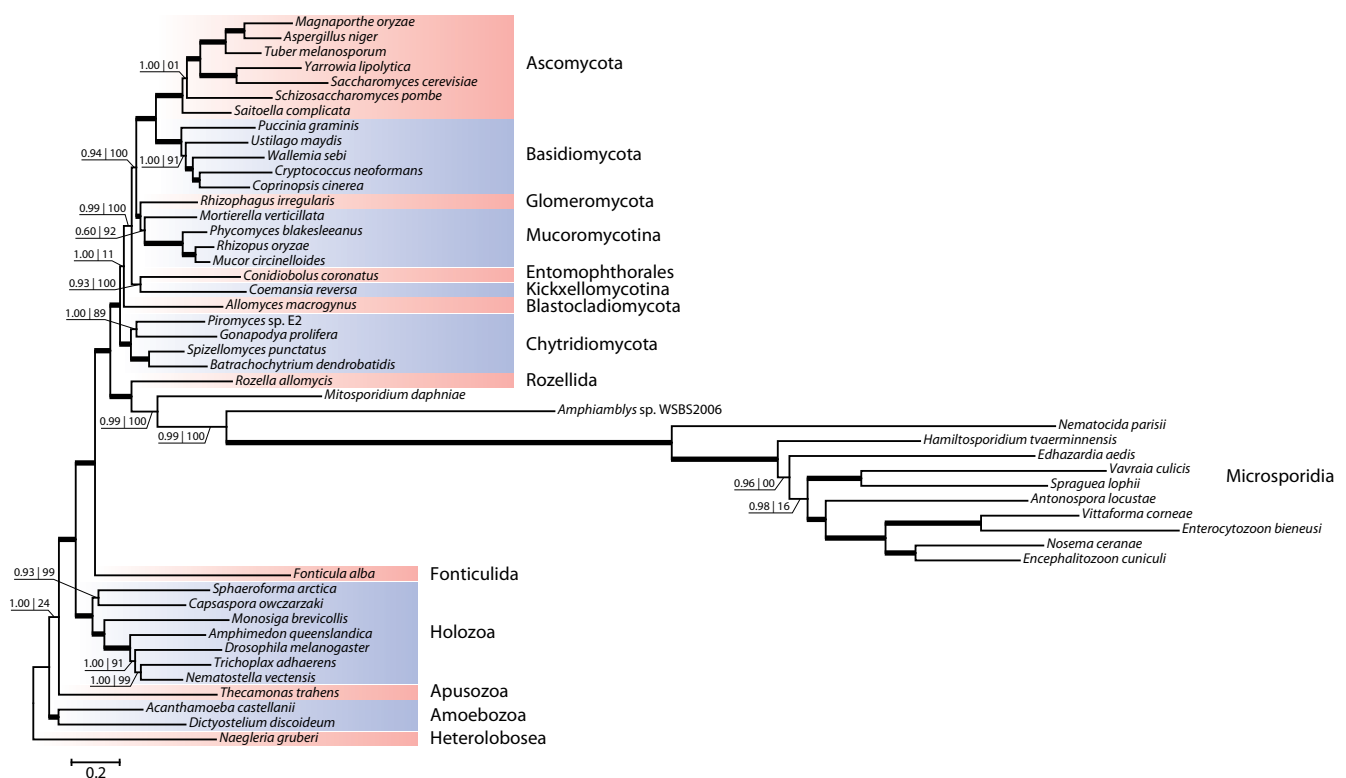 Magnaporthe oryzae
Aspergillus niger
Tuber melanosporum
Yarrowia lipolytica
Saccharomyces cerevisiae
Schizosaccharomyces pombe
Saitoella complicata
Ascomycota
1.00 | 01
Puccinia graminis
Ustilago maydis
Wallemia sebi
Cryptococcus neoformans
Coprinopsis cinerea
Basidiomycota
0.94 | 100
1.00 | 91
Rhizophagus irregularis
Glomeromycota
Mortierella verticillata
Phycomyces blakesleeanus
Rhizopus oryzae
Mucor circinelloides
Mucoromycotina
0.99 | 100
0.60 | 92
1.00 | 11
Conidiobolus coronatus
Entomophthorales
0.93 | 100
Coemansia reversa
Kickxellomycotina
Allomyces macrogynus
Blastocladiomycota
1.00 | 89
Piromyces sp. E2
Gonapodya prolifera
Spizellomyces punctatus
Batrachochytrium dendrobatidis
Chytridiomycota
Rozella allomycis
Rozellida
Mitosporidium daphniae
Amphiamblys sp. WSBS2006
0.99 | 100
0.99 | 100
Nematocida parisii
Hamiltosporidium tvaerminnensis
Edhazardia aedis
Vavraia culicis
Spraguea lophii
Antonospora locustae
Vittaforma corneae
Enterocytozoon bieneusi
Nosema ceranae
Encephalitozoon cuniculi
Microsporidia
0.96 | 00
0.98 | 16
Fonticula alba
Fonticulida
0.93 | 99
Sphaeroforma arctica
Capsaspora owczarzaki
Monosiga brevicollis
Amphimedon queenslandica
Drosophila melanogaster
Trichoplax adhaerens
Nematostella vectensis
Holozoa
1.00 | 24
1.00 | 91
1.00 | 99
Thecamonas trahens
Apusozoa
Acanthamoeba castellanii
Dictyostelium discoideum
Amoebozoa
Naegleria gruberi
Heterolobosea
0.2